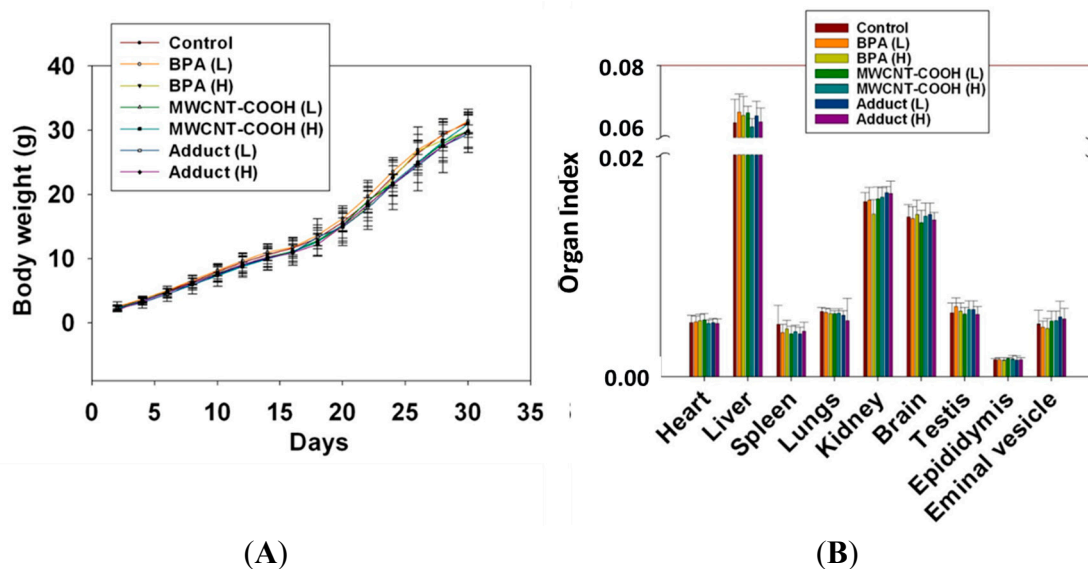 Control
BPA (L)
BPA (H)
MWCNT-COOH (L)
MWCNT-COOH (H)
Adduct (L)
Adduct (H)
40
30
20
10
0
Body weight (g)
0 5 10 15 20 25 30 35
Days
(A)
Control
BPA (L)
BPA (H)
MWCNT-COOH (L)
MWCNT-COOH (H)
Adduct (L)
Adduct (H)
0.08
0.06
0.02
0.00
Organ Index
Heart
Liver
Spleen
Lungs
Kidney
Brain
Testis
Epididymis
Eminal vesicle
(B)